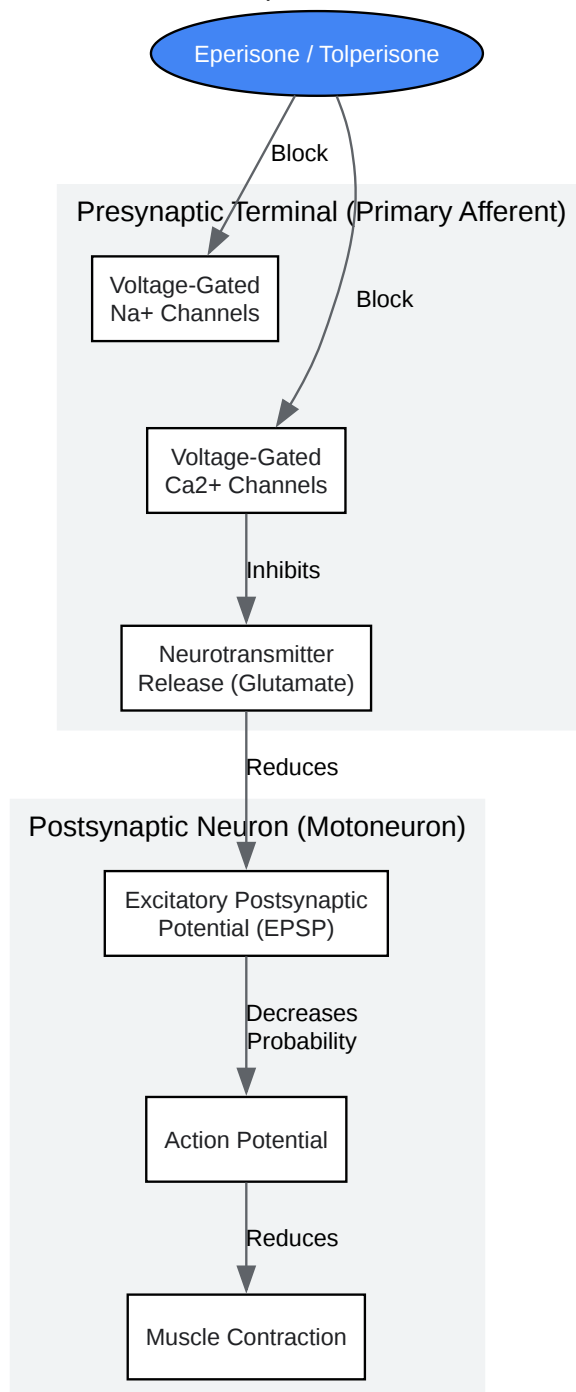 Eperisone / Tolperisone
Block
Presynaptic Terminal (Primary Afferent)
Voltage-Gated
Na+ Channels
Block
Voltage-Gated
Ca2+ Channels
Inhibits
Neurotransmitter
Release (Glutamate)
Reduces
Postsynaptic Neuron (Motoneuron)
Excitatory Postsynaptic
Potential (EPSP)
Decreases
Probability
Action Potential
Reduces
Muscle Contraction